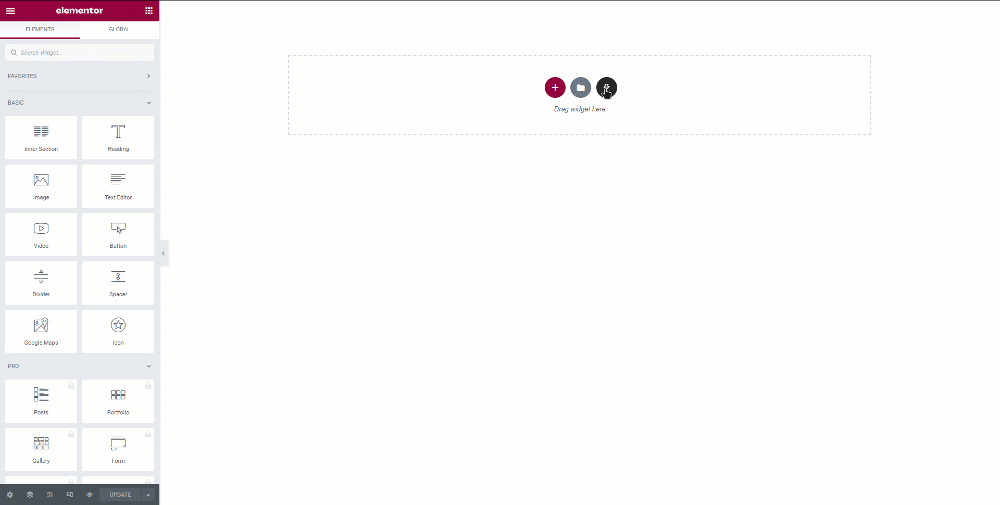 elementor
ELEMENTS GLOBAL
Search Widget...
FAVORITES
BASIC
Inner Section Heading
Image Text Editor
Video Button
Divider Spacer
Google Maps Icon
PRO
Posts Portfolio
Gallery Form
UPDATE
Drag widget here